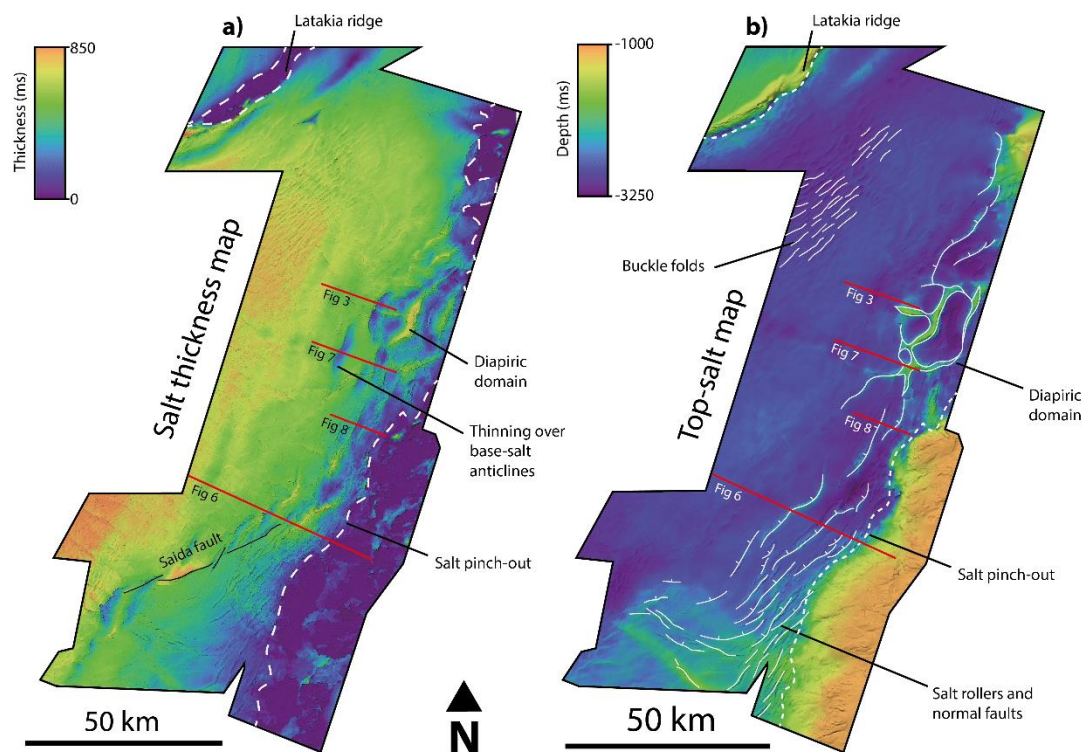 a)
Latakia ridge
850
Thickness (ms)
0
Salt thickness map
Fig 3
Fig 7
Fig 8
Fig 6
Diapiric
domain
Thinning over
base-salt
anticlines
Saida fault
Salt pinch-out
50 km
N
b)
Latakia ridge
-1000
Depth (ms)
-3250
Top-salt map
Buckle folds
Fig 3
Fig 7
Fig 8
Fig 6
Diapiric
domain
Salt pinch-out
Salt rollers and
normal faults
50 km